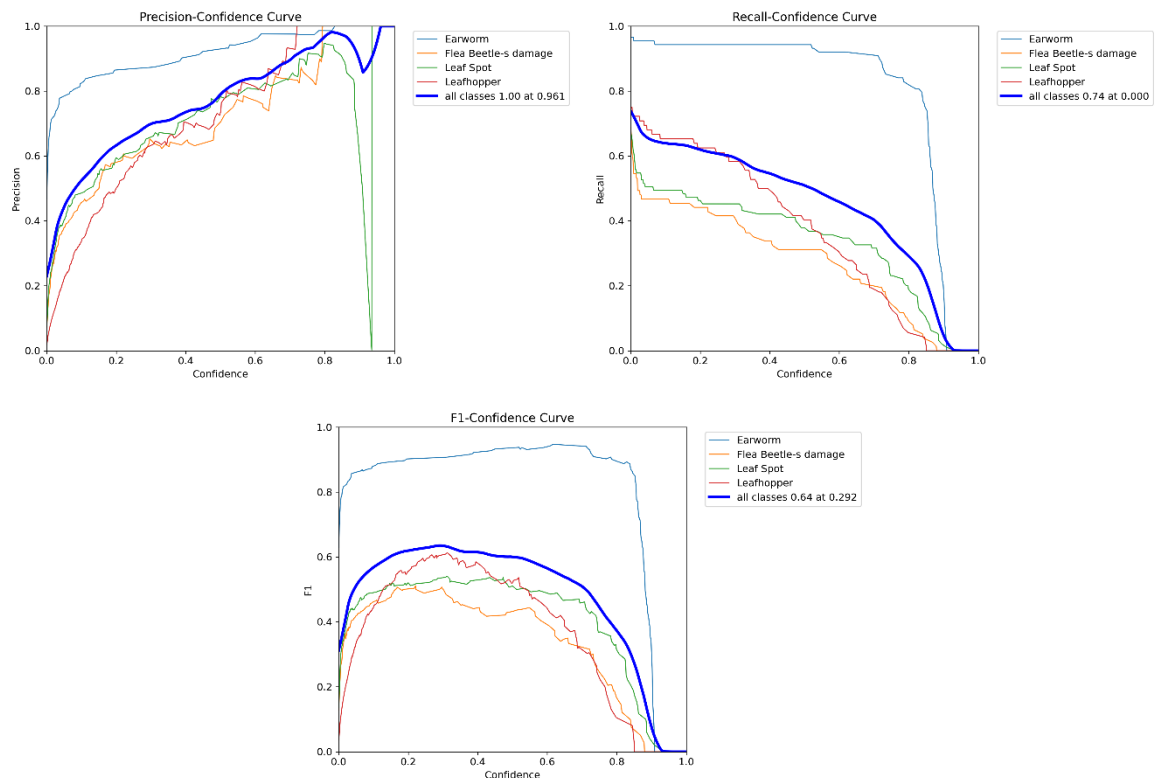 Precision-Confidence Curve
1.0
0.8
0.6
0.4
0.2
0.0
Precision
0.0 0.2 0.4 0.6 0.8 1.0
Confidence
Earworm
Flea Beetle-s damage
Leaf Spot
Leafhopper
all classes 1.00 at 0.961
Recall-Confidence Curve
1.0
0.8
0.6
0.4
0.2
0.0
Recall
0.0 0.2 0.4 0.6 0.8 1.0
Confidence
Earworm
Flea Beetle-s damage
Leaf Spot
Leafhopper
all classes 0.74 at 0.000
F1-Confidence Curve
1.0
0.8
0.6
0.4
0.2
0.0
F1
0.0 0.2 0.4 0.6 0.8 1.0
Confidence
Earworm
Flea Beetle-s damage
Leaf Spot
Leafhopper
all classes 0.64 at 0.292